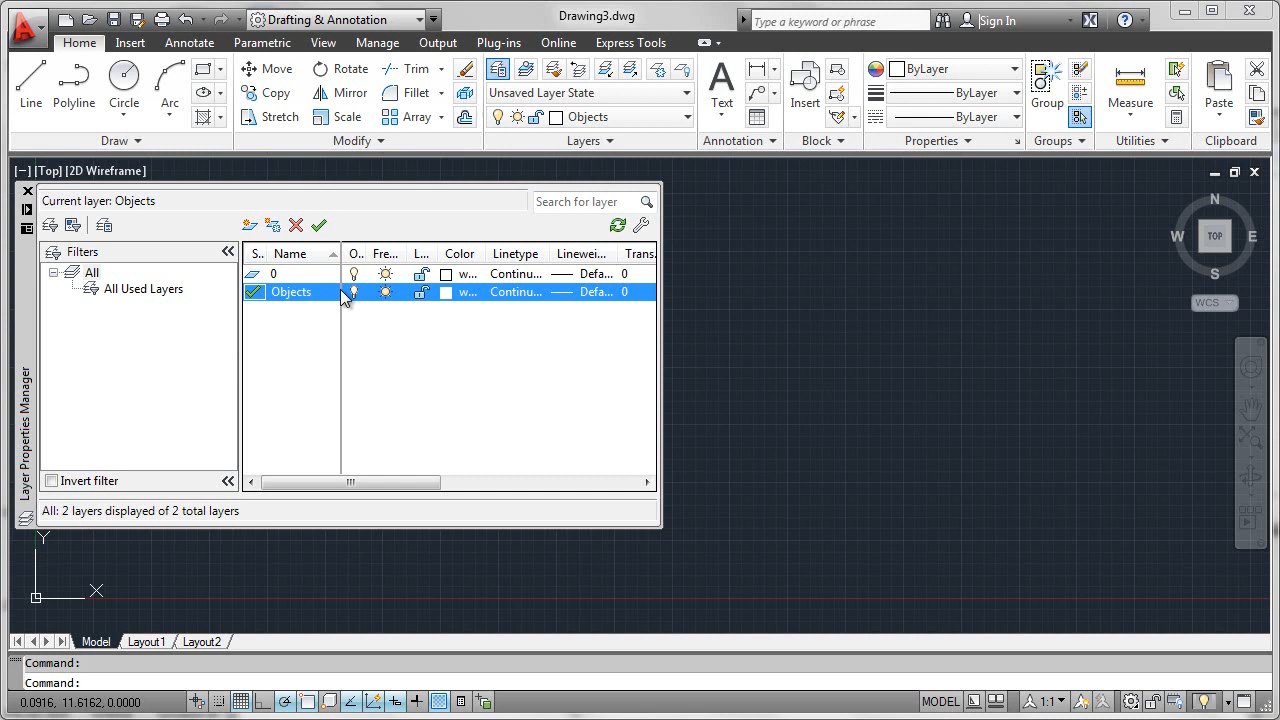 Drafting & Annotation
Drawing3.dwg
Type a keyword or phrase
Sign In
Home Insert Annotate Parametric View Manage Output Plug-ins Online Express Tools
Line
Polyline
Circle
Arc
Move
Rotate
Trim
Copy
Mirror
Fillet
Stretch
Scale
Array
Unsaved Layer State
Objects
Text
Insert
ByLayer
ByLayer
ByLayer
Group
Measure
Paste
Draw
Modify
Layers
Annotation
Block
Properties
Groups
Utilities
Clipboard
[−] [Top] [2D Wireframe]
Current layer: Objects
Search for layer
Filters
All
All Used Layers
Invert filter
S.. Name O.. Fre... L... Color Linetype Linewei... Trans.
0 w... Continu... Defa... 0
Objects w... Continu... Defa... 0
All: 2 layers displayed of 2 total layers
Layer Properties Manager
N
W
TOP
E
S
WCS
Y
X
Model Layout1 Layout2
Command:
Command:
0.0916, 11.6162, 0.0000
MODEL
1:1